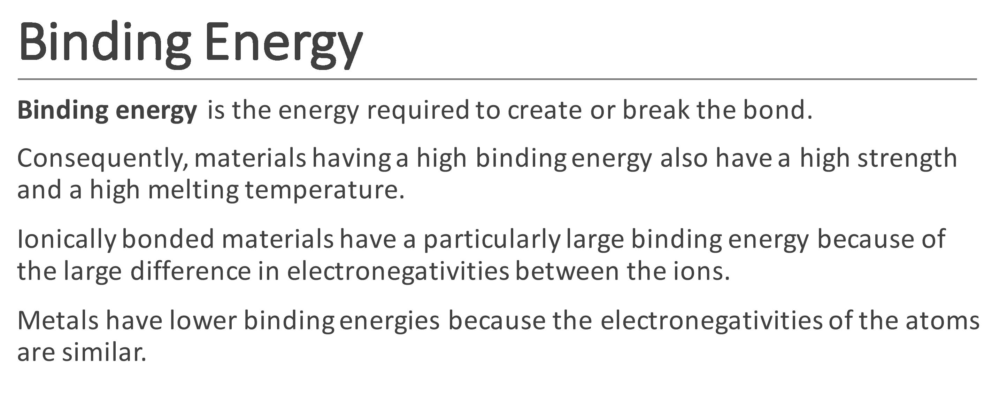 Binding Energy
Binding energy is the energy required to create or break the bond.
Consequently, materials having a high binding energy also have a high strength
and a high melting temperature.
Ionically bonded materials have a particularly large binding energy because of
the large difference in electronegativities between the ions.
Metals have lower binding energies because the electronegativities of the atoms
are similar.